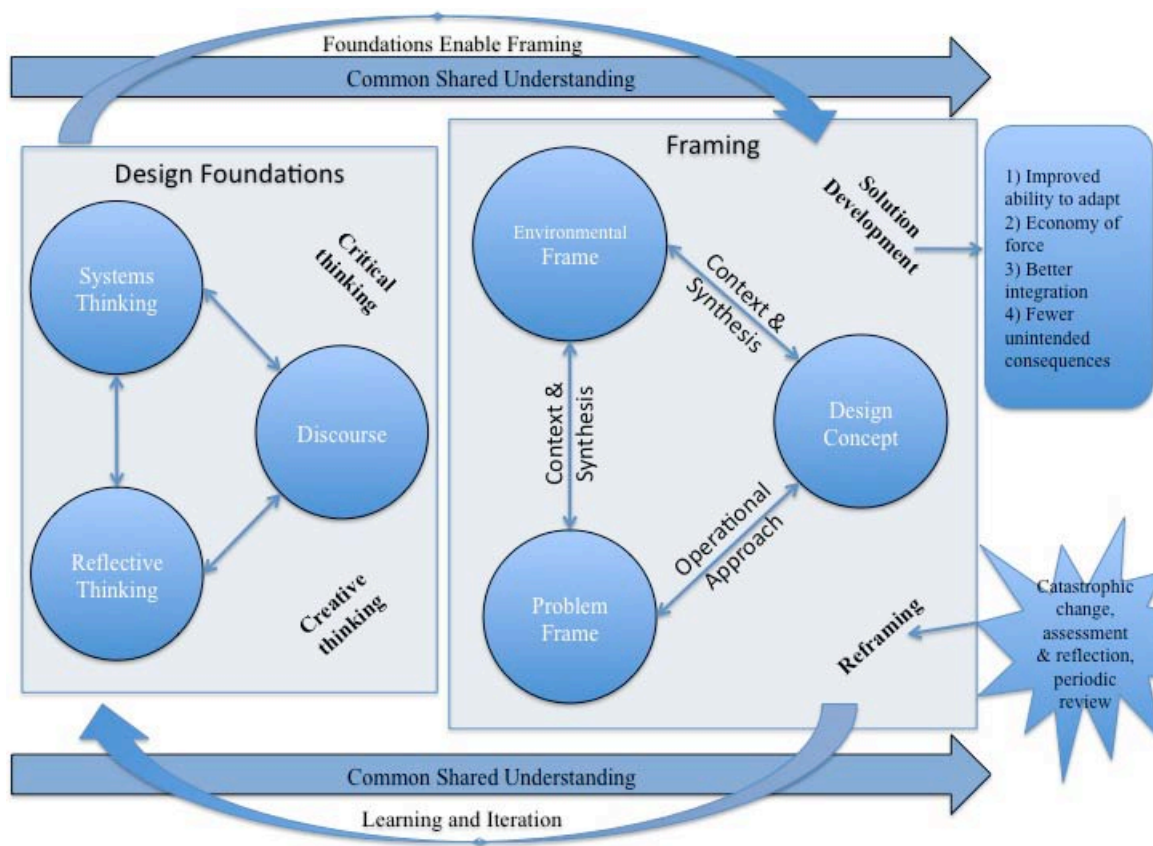 Foundations Enable Framing
Common Shared Understanding
Design Foundations
Systems
Thinking
Critical
thinking
Discourse
Reflective
Thinking
Creative
thinking
Framing
Environmental
Frame
Solution
Development
Context &
Synthesis
Context &
Synthesis
Design
Concept
Operational
Approach
Problem
Frame
Reframing
1) Improved
ability to adapt
2) Economy of
force
3) Better
integration
4) Fewer
unintended
consequences
Catastrophic
change,
assessment
& reflection,
periodic
review
Common Shared Understanding
Learning and Iteration